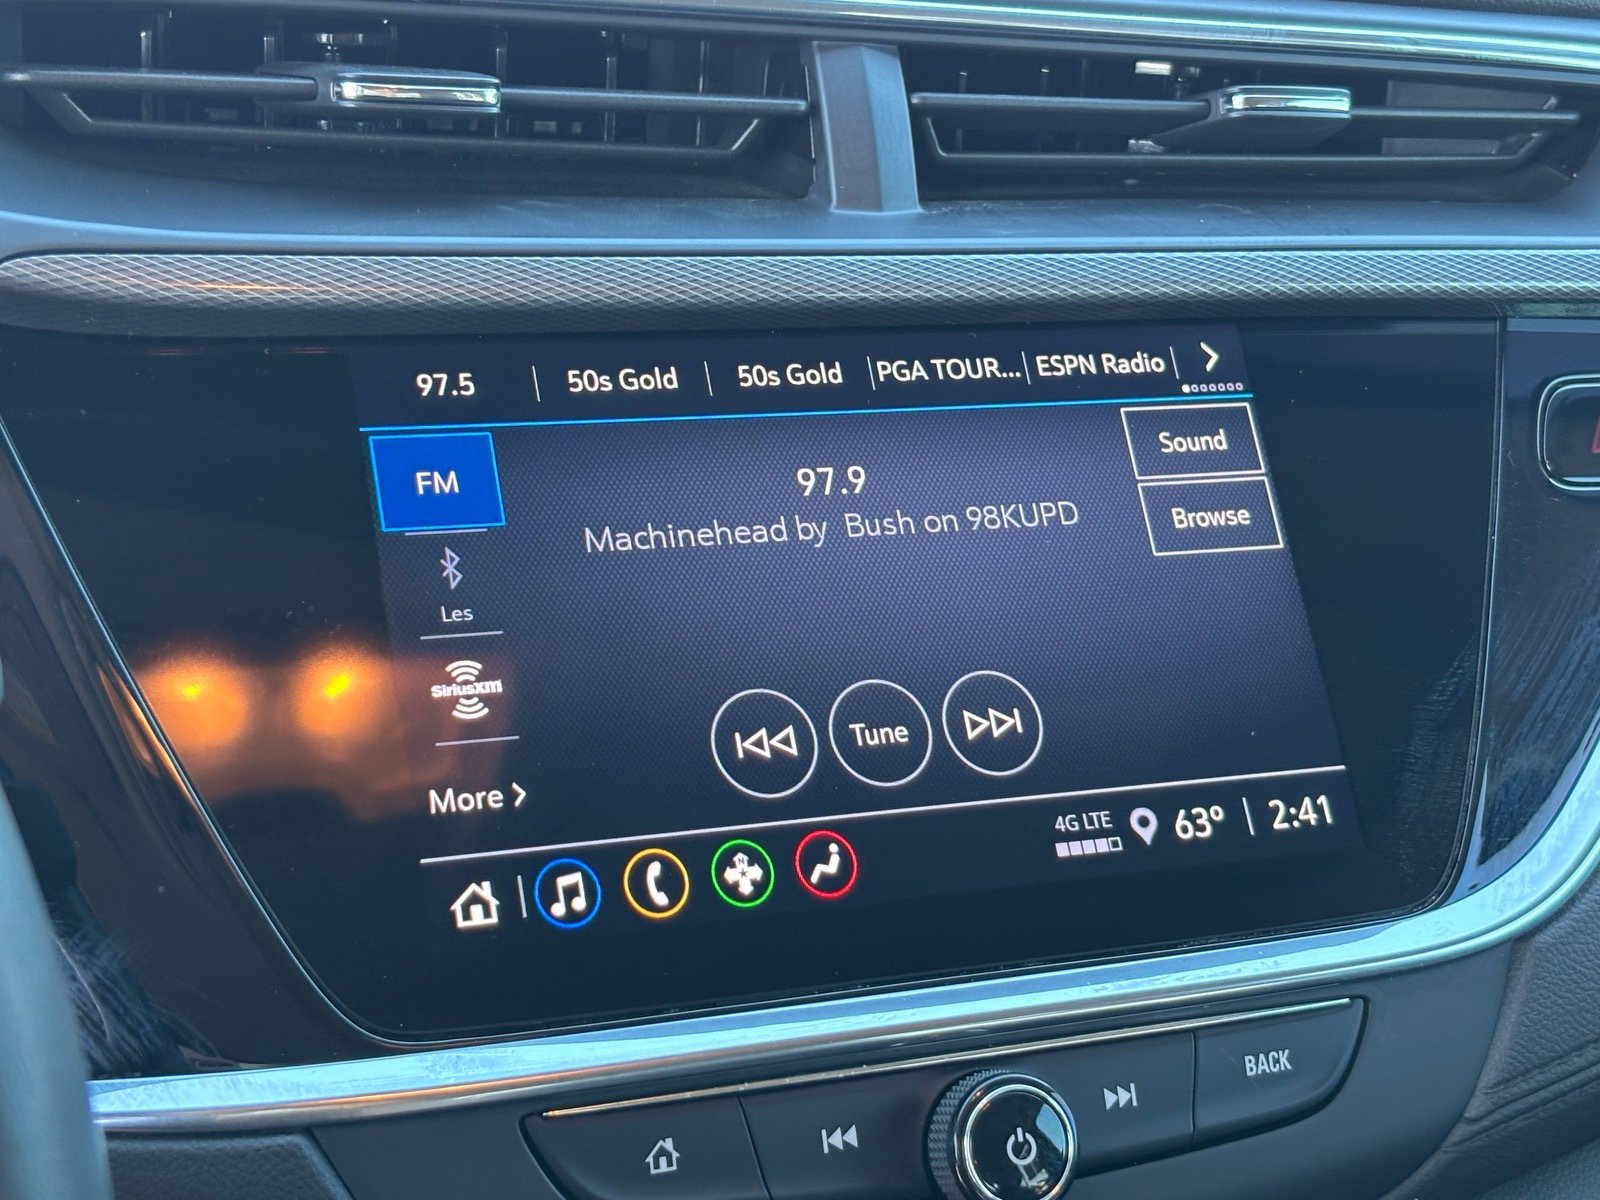 97.5 | 50s Gold | 50s Gold | PGA TOUR... | ESPN Radio |
FM
97.9
Machinehead by Bush on 98KUPD
Sound
Browse
Les
SiriusXM
Tune
More
4G LTE
63° | 2:41
N
BACK